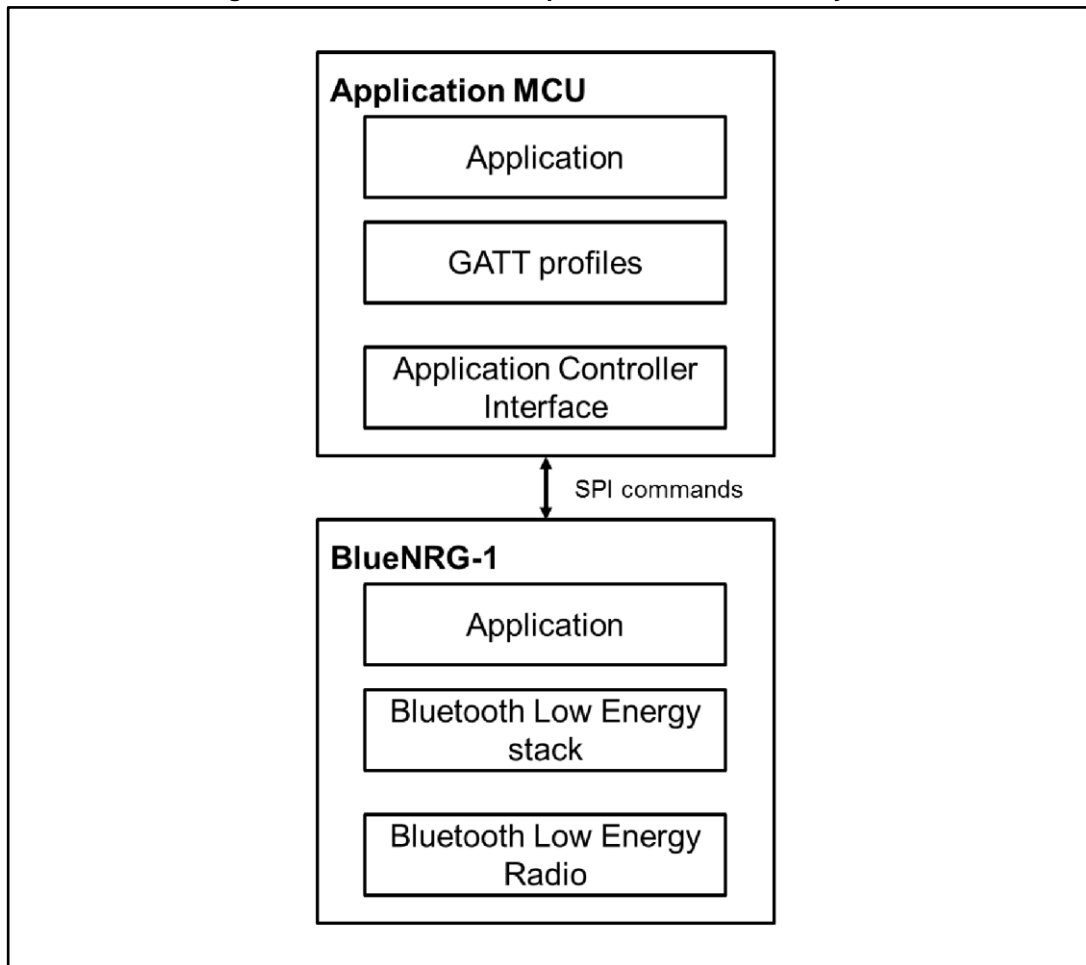 Application MCU
Application
GATT profiles
Application Controller
Interface
SPI commands
BlueNRG-1
Application
Bluetooth Low Energy
stack
Bluetooth Low Energy
Radio